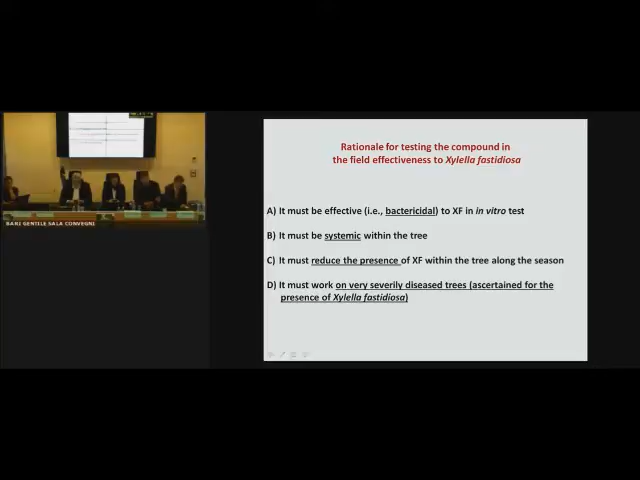 Rationale for testing the compound in
the field effectiveness to Xylella fastidiosa
A) It must be effective (i.e., bactericidal) to XF in in vitro test
B) It must be systemic within the tree
C) It must reduce the presence of XF within the tree along the season
D) It must work on very severily diseased trees (ascertained for the
presence of Xylella fastidiosa)
BARI GENTILE SALA CONVEGNI